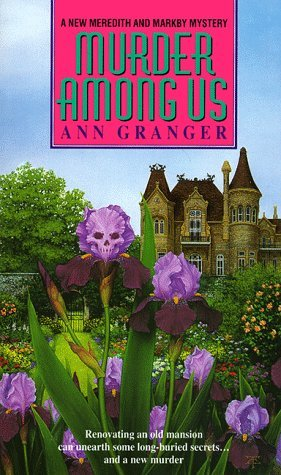 A NEW MEREDITH AND MARKBY MYSTERY
MURDER
AMONG US
ANN GRANGER
Renovating an old mansion
can unearth some long-buried secrets...
and a new murder